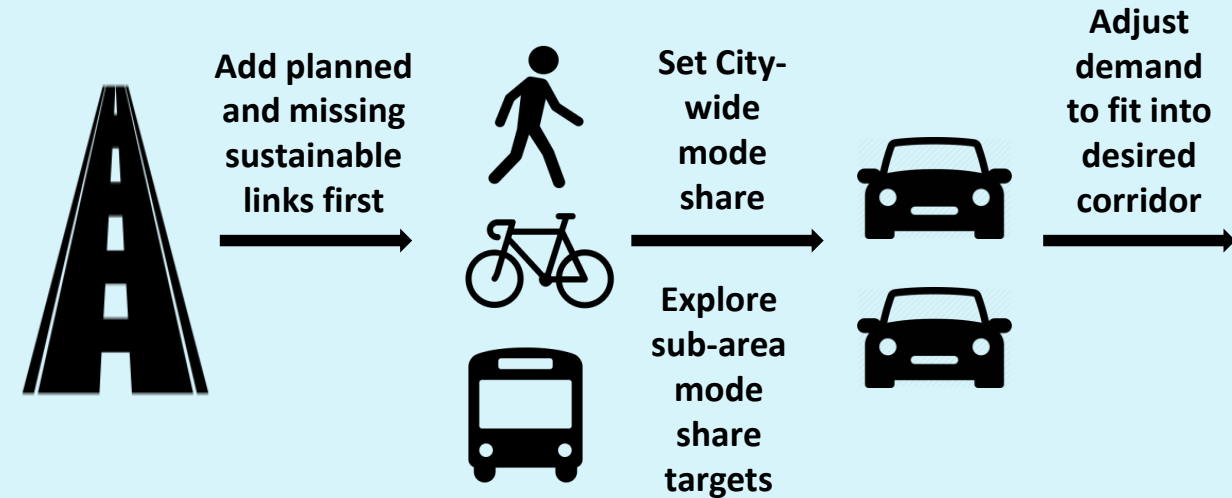 Add planned
and missing
sustainable
links first
Set City-
wide
mode
share
Explore
sub-area
mode
share
targets
Adjust
demand
to fit into
desired
corridor